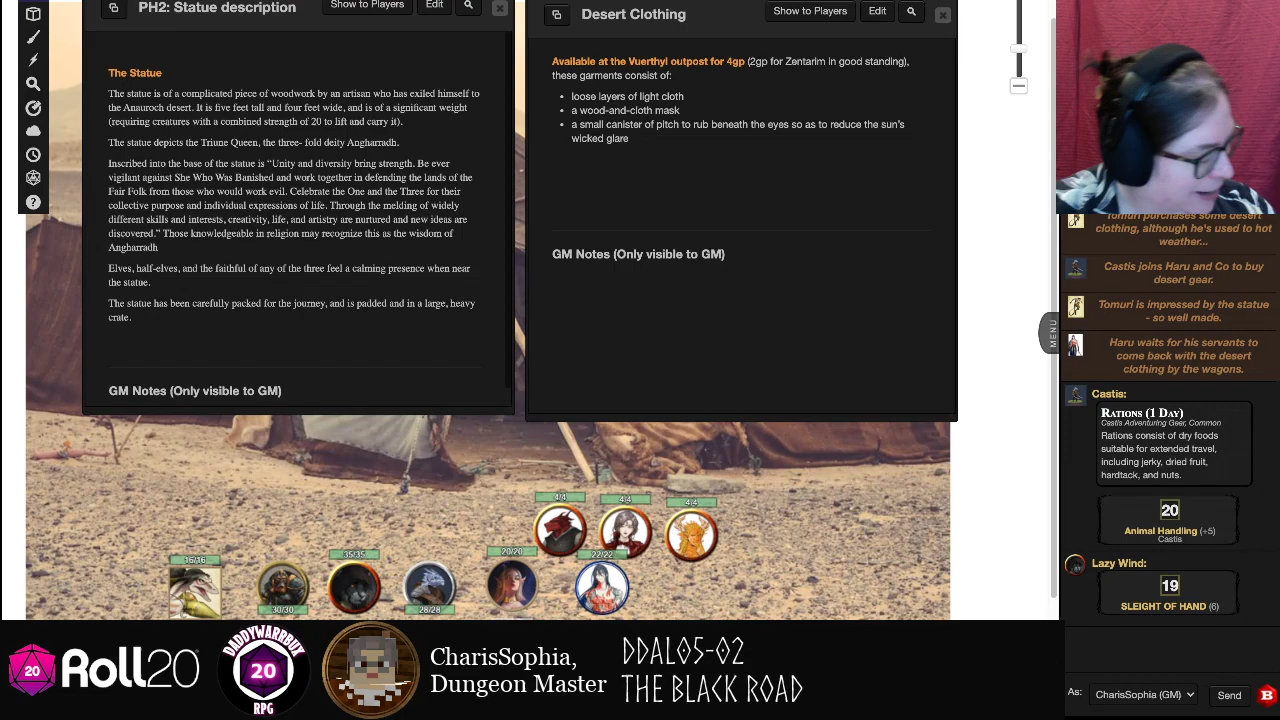 PH2: Statue description
Show to Players
Edit
The Statue
The statue is of a complicated piece of woodwork by an artisan who has exiled himself to
the Anauroch desert. It is five feet tall and four feet wide, and is of a significant weight
(requiring creatures with a combined strength of 20 to lift and carry it).
The statue depicts the Triune Queen, the three- fold deity Angharradh.
Inscribed into the base of the statue is “Unity and diversity bring strength. Be ever
vigilant against She Who Was Banished and work together in defending the lands of the
Fair Folk from those who would work evil. Celebrate the One and the Three for their
collective purpose and individual expressions of life. Through the melding of widely
different skills and interests, creativity, life, and artistry are nurtured and new ideas are
discovered.” Those knowledgeable in religion may recognize this as the wisdom of
Angharradh
Elves, half-elves, and the faithful of any of the three feel a calming presence when near
the statue.
The statue has been carefully packed for the journey, and is padded and in a large, heavy
crate.
GM Notes (Only visible to GM)
Desert Clothing
Show to Players
Edit
Available at the Vuerthyl outpost for 4gp (2gp for Zentarim in good standing),
these garments consist of:
• loose layers of light cloth
• a wood-and-cloth mask
• a small canister of pitch to rub beneath the eyes so as to reduce the sun’s
wicked glare
GM Notes (Only visible to GM)
MENU
Tomuri purchases some desert
clothing, although he's used to hot
weather...
Castis joins Haru and Co to buy
desert gear.
Tomuri is impressed by the statue
- so well made.
Haru waits for his servants to
come back with the desert
clothing by the wagons.
Castis:
Rations (1 Day)
Castis Adventuring Gear, Common
Rations consist of dry foods
suitable for extended travel,
including jerky, dried fruit,
hardtack, and nuts.
20
Animal Handling (+5)
Castis
Lazy Wind:
19
SLEIGHT OF HAND (6)
As:
CharisSophia (GM)
Send
4/4
4/4
4/4
16/16
30/30
35/35
28/28
20/20
22/22
20
Roll20
DADDYWARRBUX
20
RPG
CharisSophia,
Dungeon Master
DDAL05-02
THE BLACK ROAD